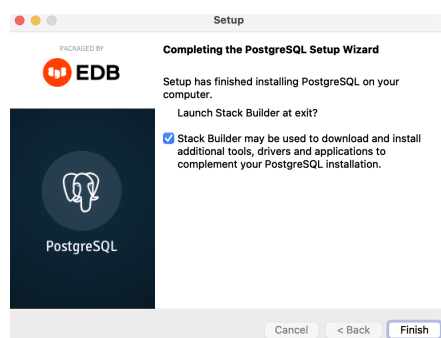 Setup
PACKAGED BY
EDB
PostgreSQL
Completing the PostgreSQL Setup Wizard
Setup has finished installing PostgreSQL on your
computer.
Launch Stack Builder at exit?
Stack Builder may be used to download and install
additional tools, drivers and applications to
complement your PostgreSQL installation.
Cancel
< Back
Finish